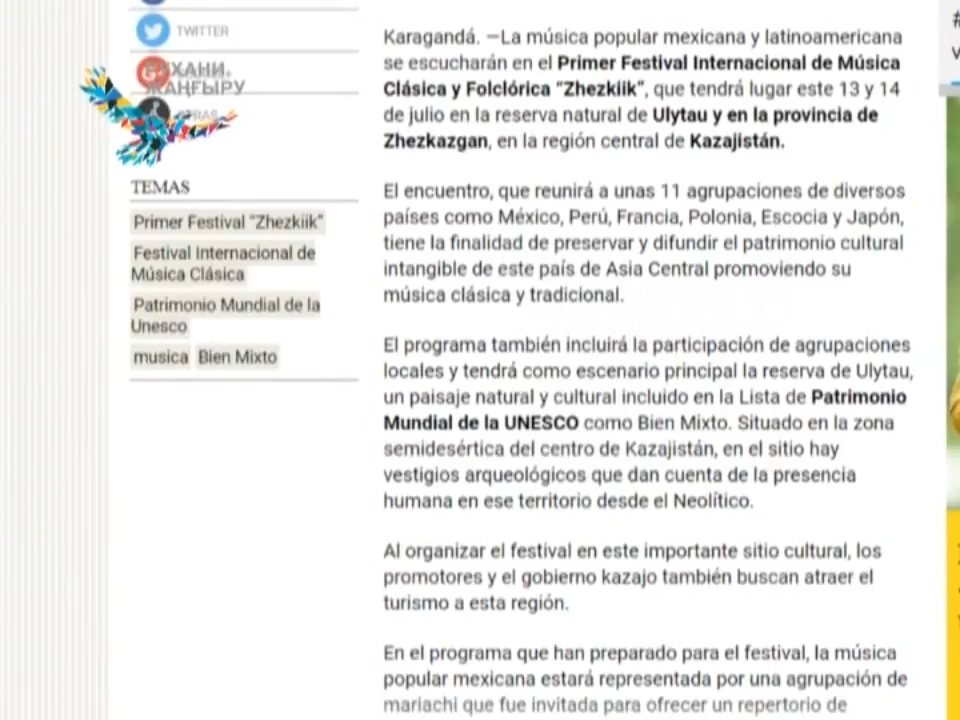 TWITTER
РУХАНИ
ЖАҢҒЫРУ
TEMAS
Primer Festival “Zhezkiik”
Festival Internacional de
Música Clásica
Patrimonio Mundial de la
Unesco
musica Bien Mixto
Karagandá. —La música popular mexicana y latinoamericana
se escucharán en el Primer Festival Internacional de Música
Clásica y Folclórica “Zhezkiik”, que tendrá lugar este 13 y 14
de julio en la reserva natural de Ulytau y en la provincia de
Zhezkazgan, en la región central de Kazajistán.
El encuentro, que reunirá a unas 11 agrupaciones de diversos
países como México, Perú, Francia, Polonia, Escocia y Japón,
tiene la finalidad de preservar y difundir el patrimonio cultural
intangible de este país de Asia Central promoviendo su
música clásica y tradicional.
El programa también incluirá la participación de agrupaciones
locales y tendrá como escenario principal la reserva de Ulytau,
un paisaje natural y cultural incluido en la Lista de Patrimonio
Mundial de la UNESCO como Bien Mixto. Situado en la zona
semidesértica del centro de Kazajistán, en el sitio hay
vestigios arqueológicos que dan cuenta de la presencia
humana en ese territorio desde el Neolítico.
Al organizar el festival en este importante sitio cultural, los
promotores y el gobierno kazajo también buscan atraer el
turismo a esta región.
En el programa que han preparado para el festival, la música
popular mexicana estará representada por una agrupación de
mariachi que fue invitada para ofrecer un repertorio de